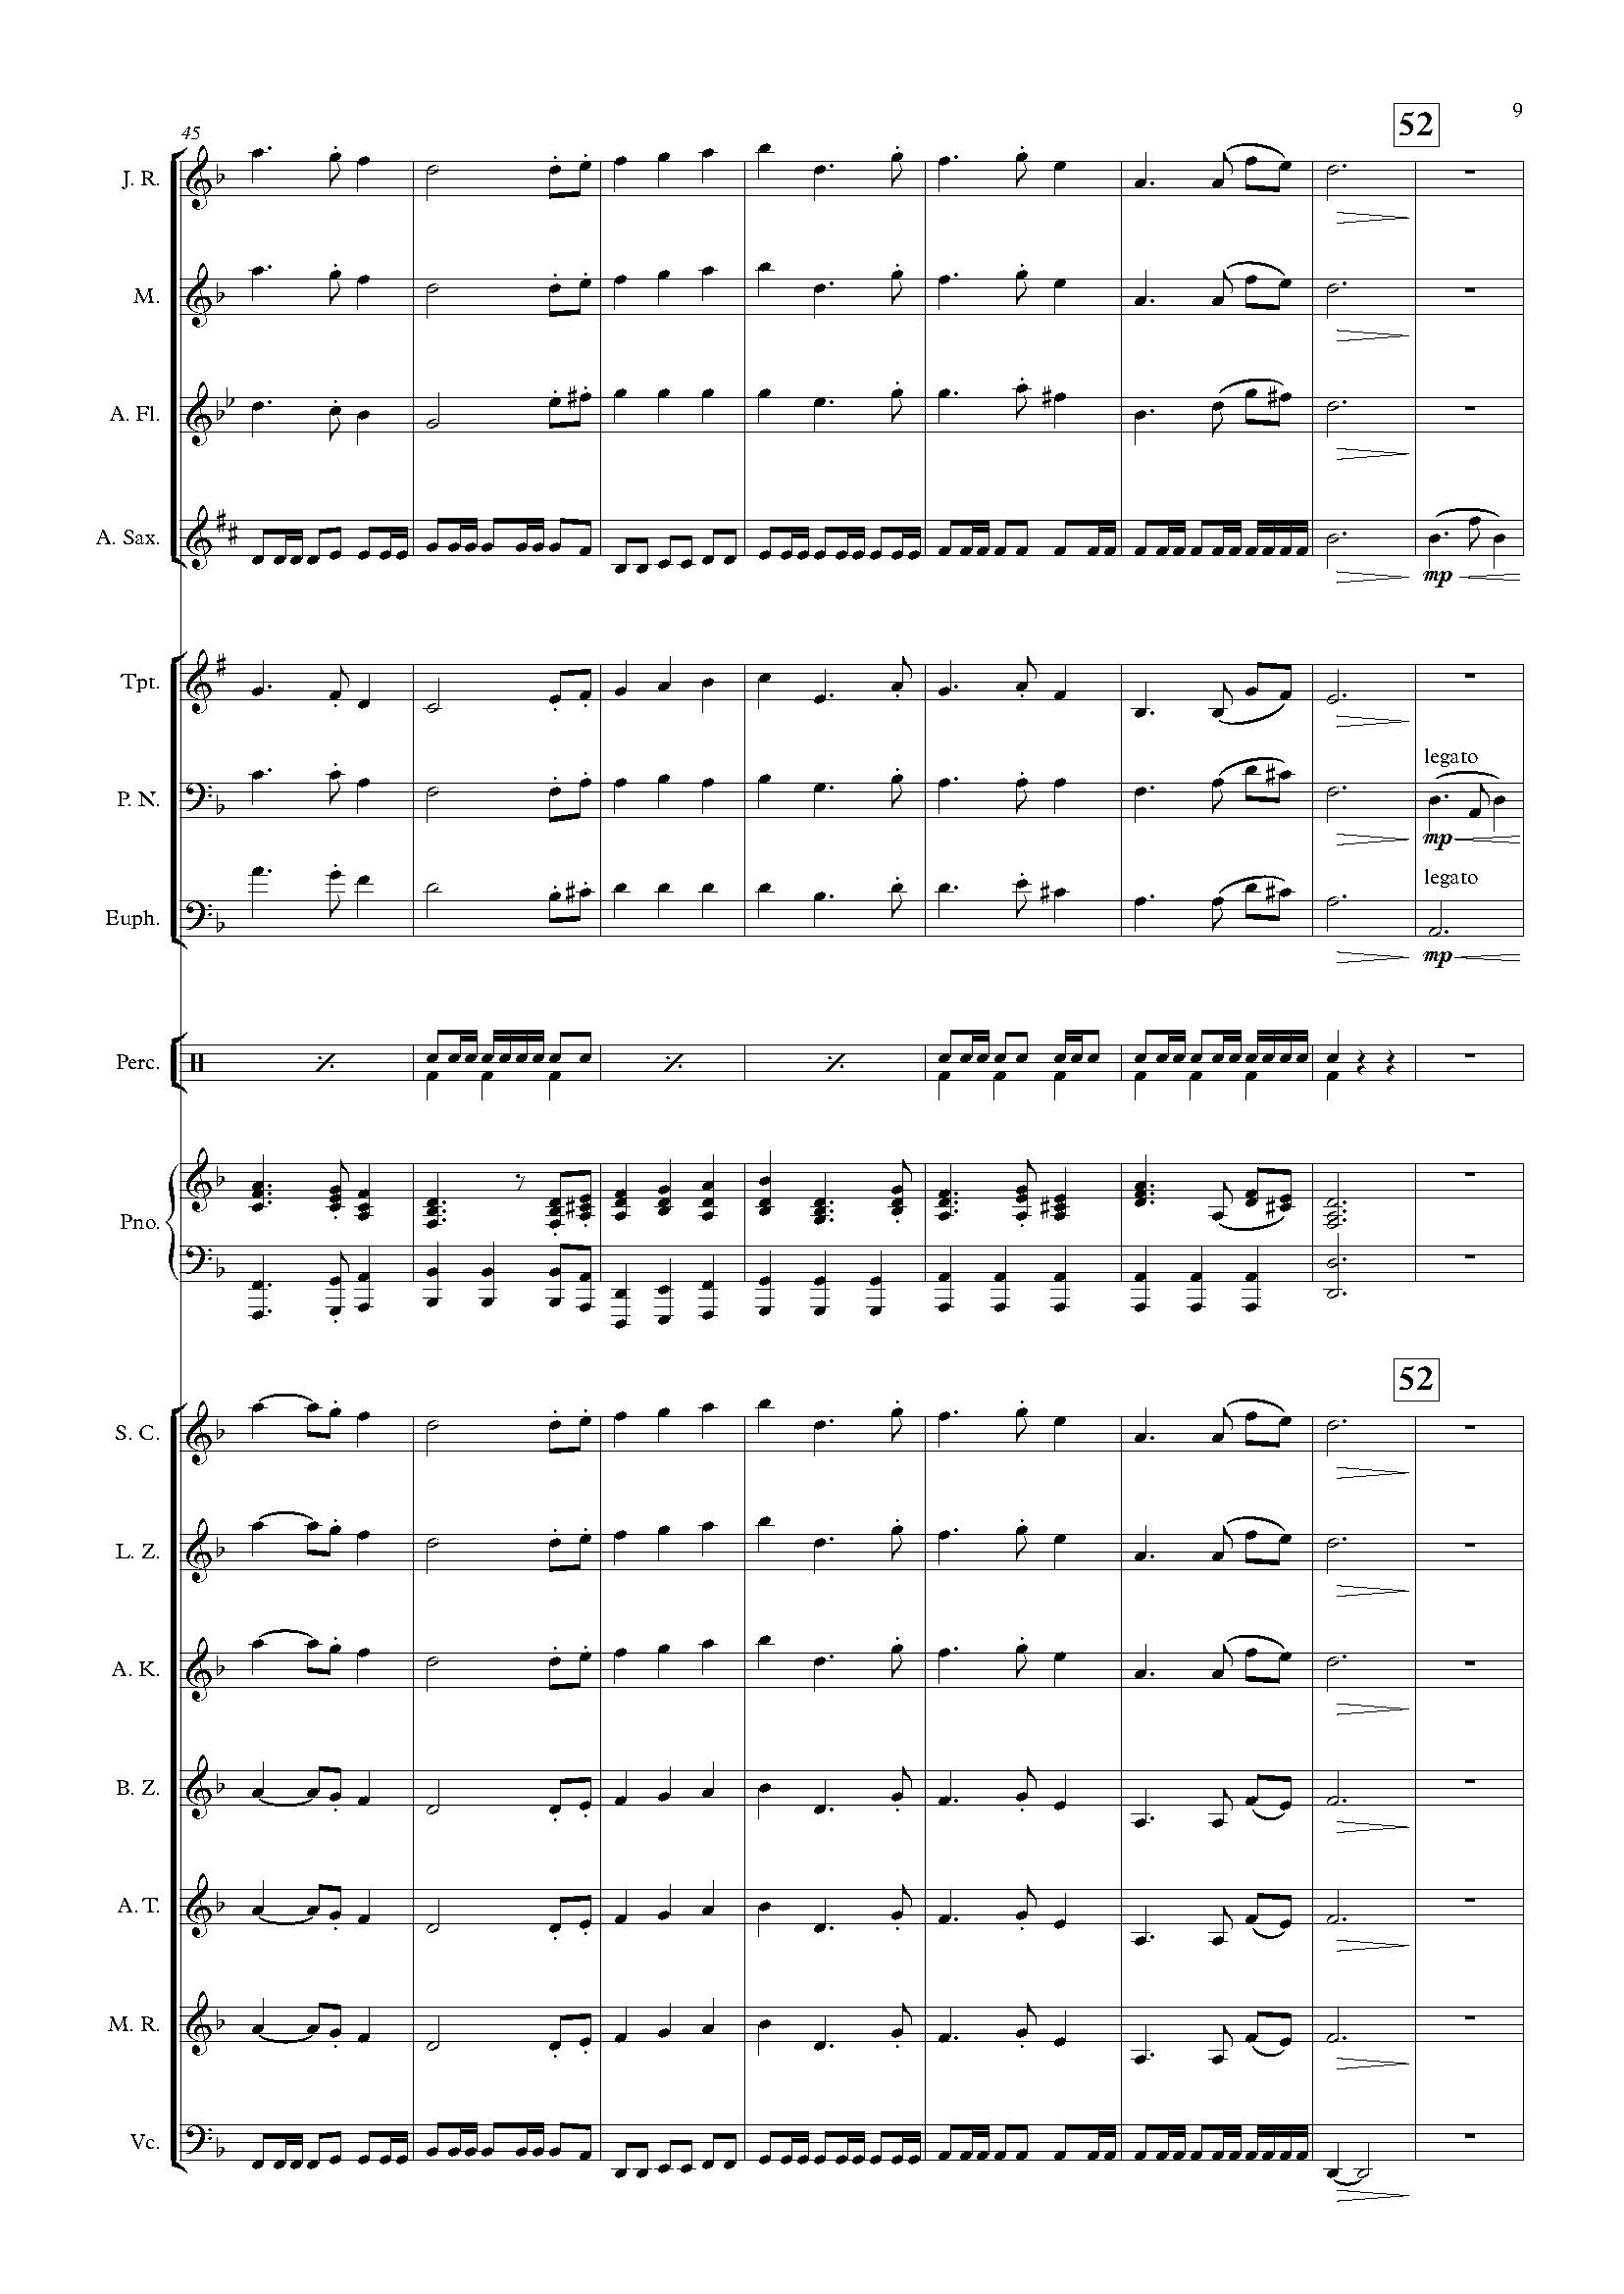 9
52
45
J. R.
M.
A. Fl.
A. Sax.
mp
Tpt.
legato
P. N.
mp
legato
Euph.
mp
Perc.
Pno.
52
S. C.
L. Z.
A. K.
B. Z.
A. T.
M. R.
Vc.